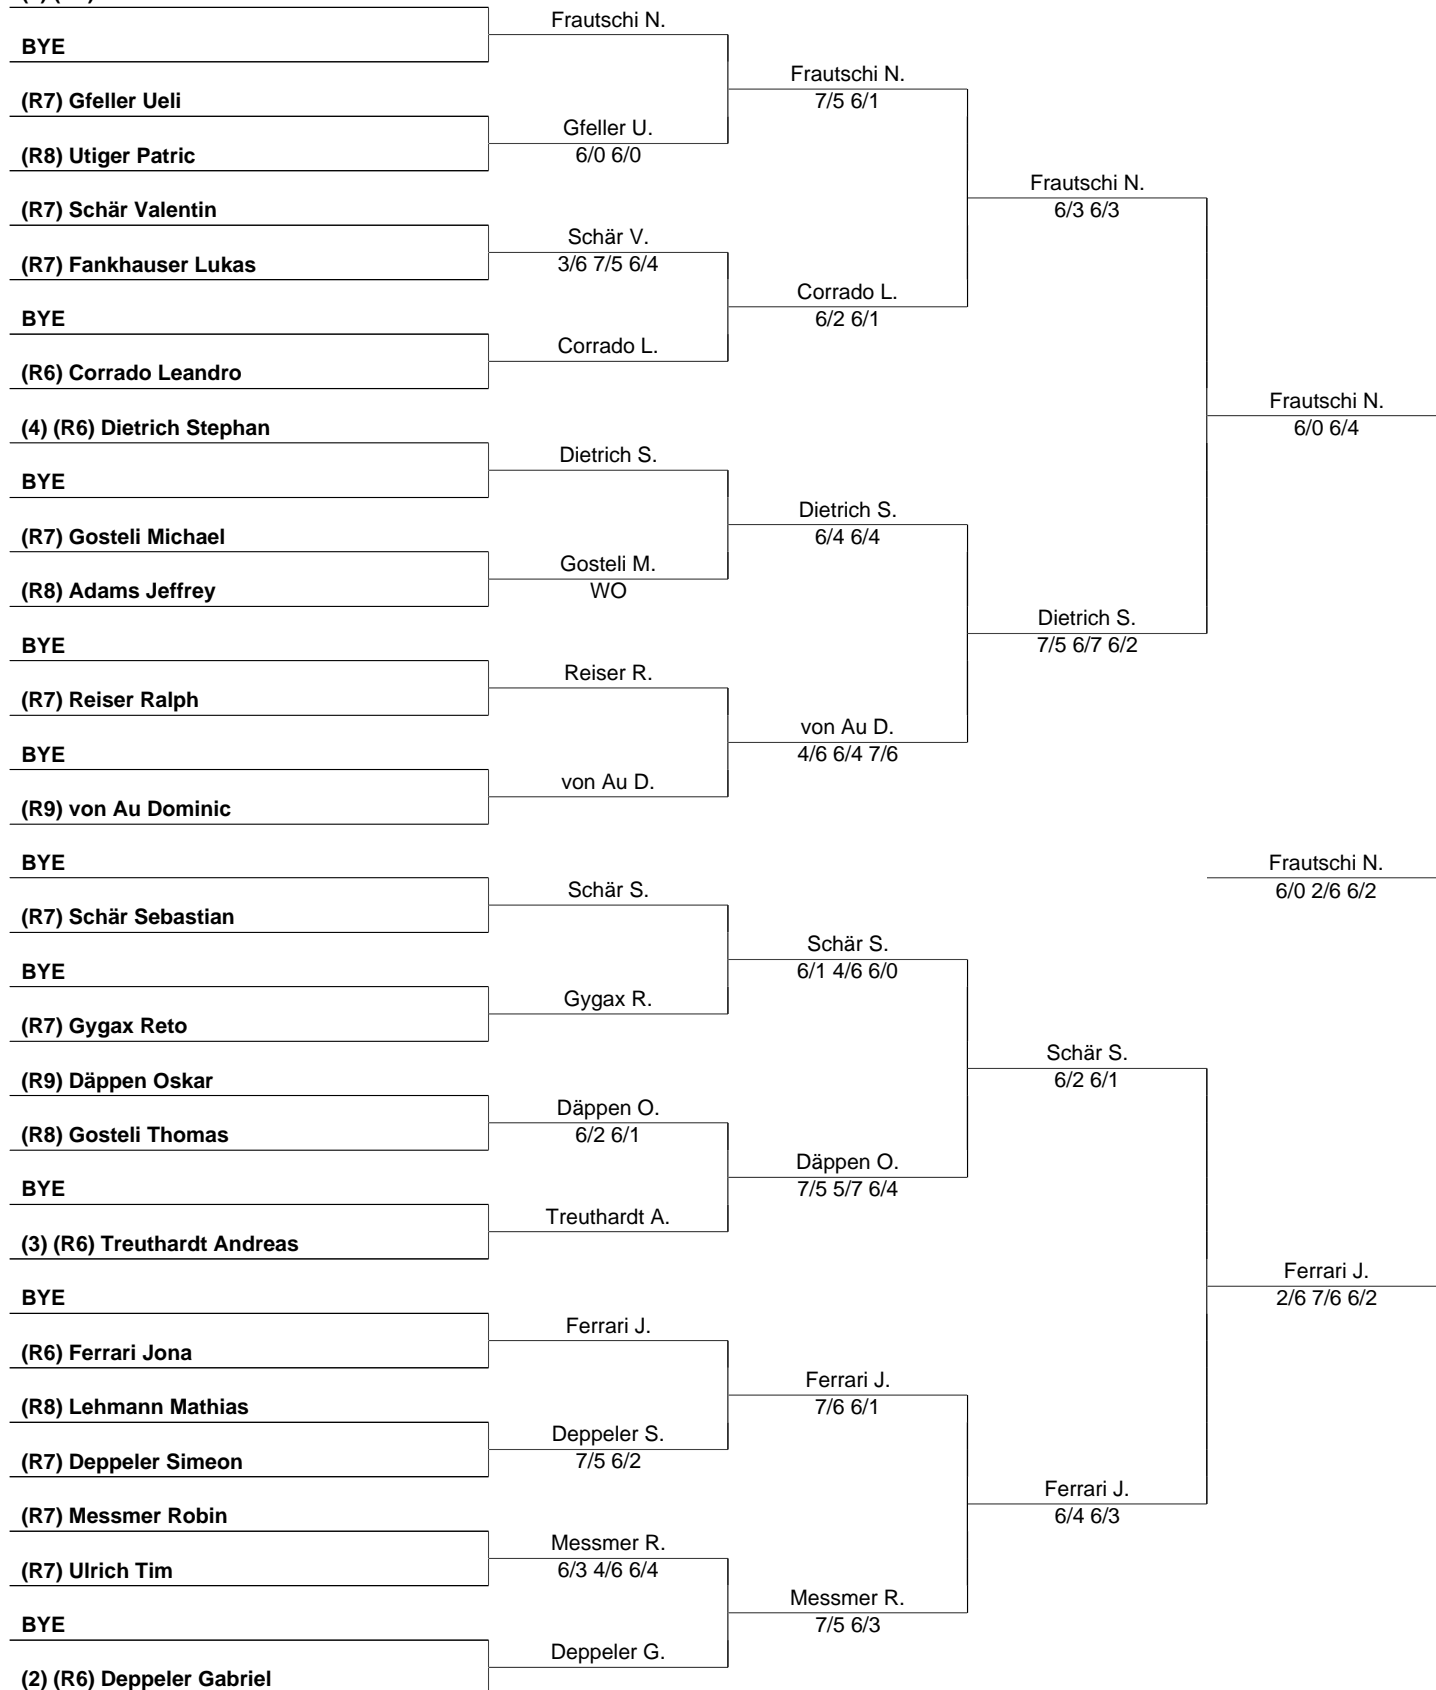 BYE
(R7) Gfeller Ueli
(R8) Utiger Patric
(R7) Schär Valentin
(R7) Fankhauser Lukas
BYE
(R6) Corrado Leandro
(4) (R6) Dietrich Stephan
BYE
(R7) Gosteli Michael
(R8) Adams Jeffrey
BYE
(R7) Reiser Ralph
BYE
(R9) von Au Dominic
BYE
(R7) Schär Sebastian
BYE
(R7) Gygax Reto
(R9) Däppen Oskar
(R8) Gosteli Thomas
BYE
(3) (R6) Treuthardt Andreas
BYE
(R6) Ferrari Jona
(R8) Lehmann Mathias
(R7) Deppeler Simeon
(R7) Messmer Robin
(R7) Ulrich Tim
BYE
(2) (R6) Deppeler Gabriel
Frautschi N.
Gfeller U.
6/0 6/0
Schär V.
3/6 7/5 6/4
Corrado L.
Dietrich S.
Gosteli M.
WO
Reiser R.
von Au D.
Schär S.
Gygax R.
Däppen O.
6/2 6/1
Treuthardt A.
Ferrari J.
Deppeler S.
7/5 6/2
Messmer R.
6/3 4/6 6/4
Deppeler G.
Frautschi N.
7/5 6/1
Corrado L.
6/2 6/1
Dietrich S.
6/4 6/4
von Au D.
4/6 6/4 7/6
Schär S.
6/1 4/6 6/0
Däppen O.
7/5 5/7 6/4
Ferrari J.
7/6 6/1
Messmer R.
7/5 6/3
Frautschi N.
6/3 6/3
Dietrich S.
7/5 6/7 6/2
Schär S.
6/2 6/1
Ferrari J.
6/4 6/3
Frautschi N.
6/0 6/4
Frautschi N.
6/0 2/6 6/2
Ferrari J.
2/6 7/6 6/2